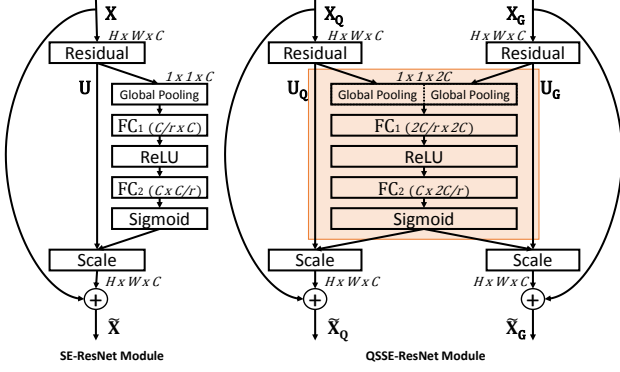 X
H x W x C
Residual
1 x 1 x C
U
Global Pooling
FC1 (C/r x C)
ReLU
FC2 (C x C/r)
Sigmoid
Scale
H x W x C
+
X̃
SE-ResNet Module
XQ
XG
H x W x C
H x W x C
Residual
Residual
1 x 1 x 2C
UQ
UG
Global Pooling
Global Pooling
FC1 (2C/r x 2C)
ReLU
FC2 (C x 2C/r)
Sigmoid
Scale
Scale
H x W x C
H x W x C
+
+
X̃Q
X̃G
QSSE-ResNet Module